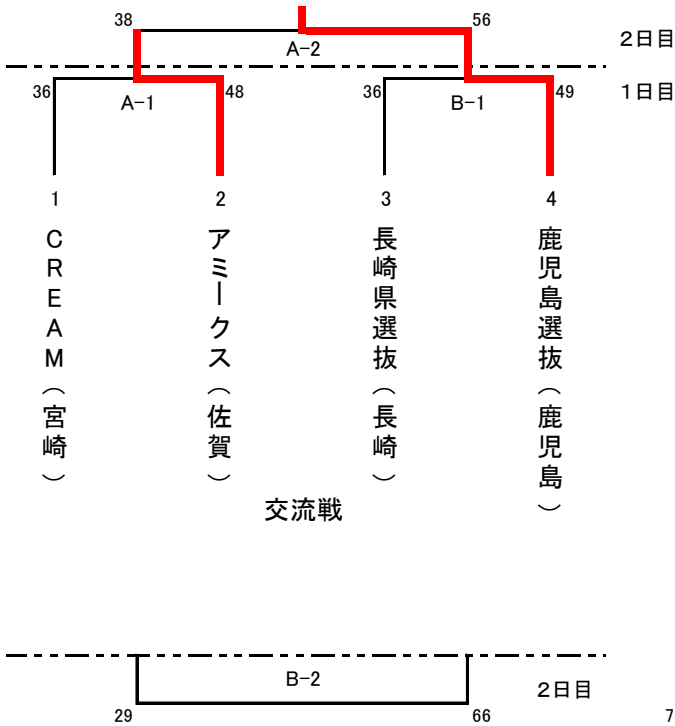 38
56
A-2
2日目
36
48
36
49
1日目
A-1
B-1
1
2
3
4
CREAM(宮崎)
アミークス(佐賀)
長崎県選抜(長崎)
鹿児島選抜(鹿児島)
交流戦
B-2
2日目
29
66
7